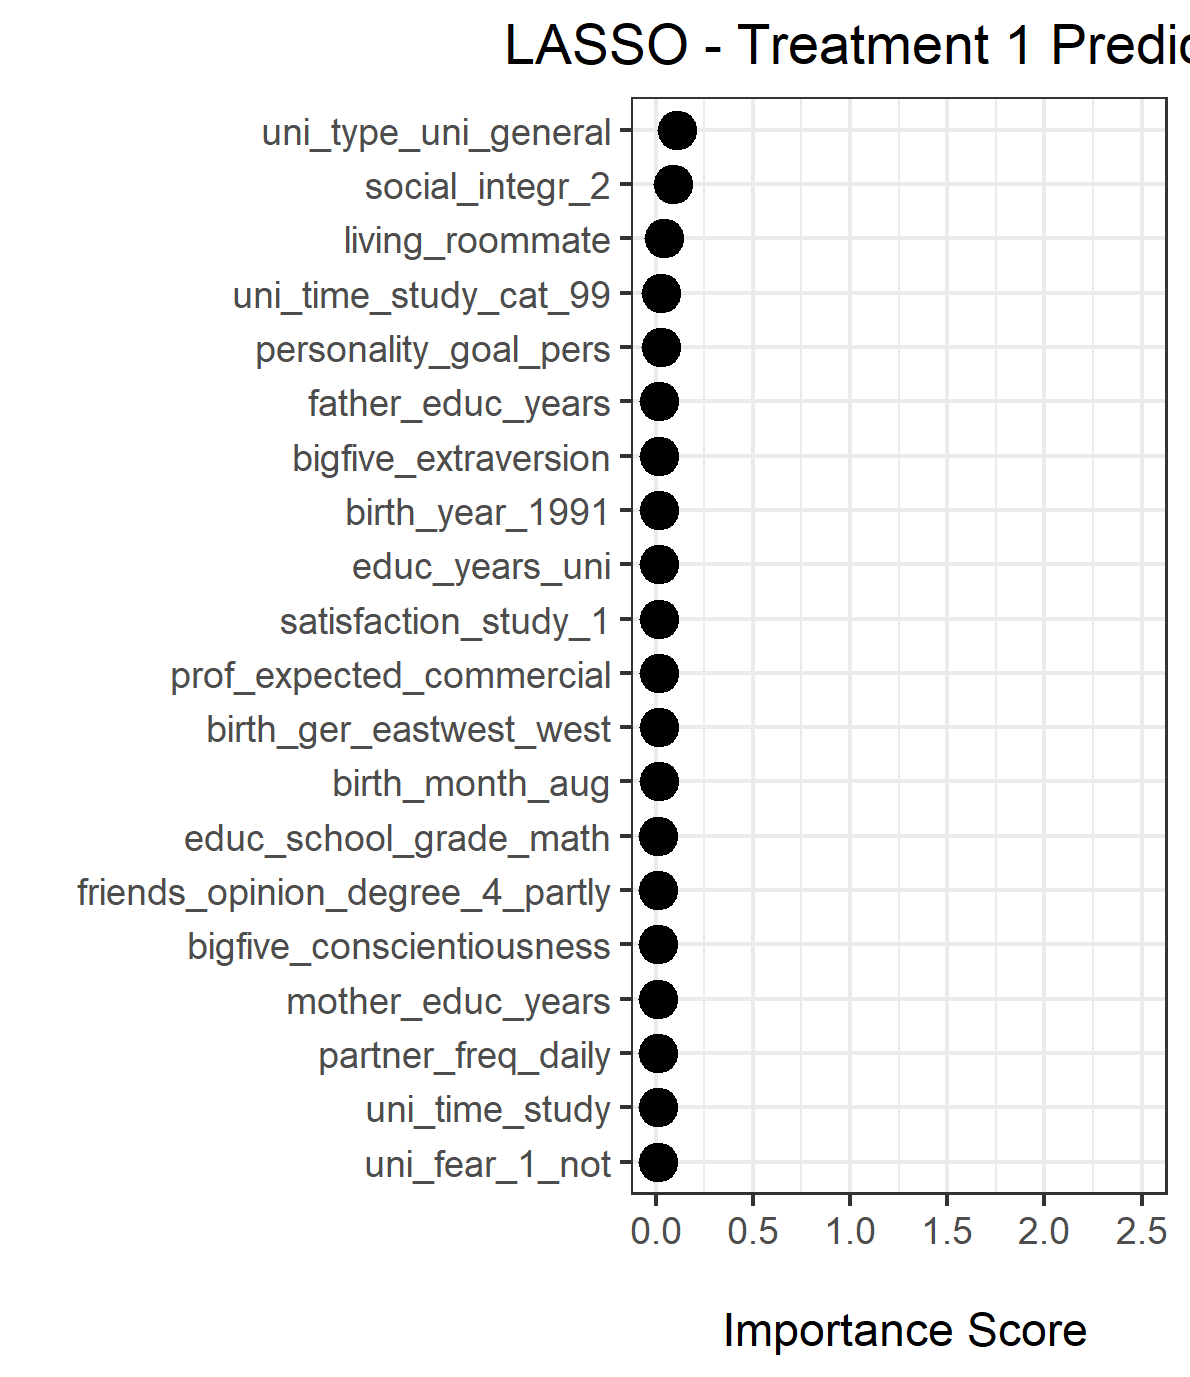 LASSO - Treatment 1 Predic
uni_type_uni_general
social_integr_2
living_roommate
uni_time_study_cat_99
personality_goal_pers
father_educ_years
bigfive_extraversion
birth_year_1991
educ_years_uni
satisfaction_study_1
prof_expected_commercial
birth_ger_eastwest_west
birth_month_aug
educ_school_grade_math
friends_opinion_degree_4_partly
bigfive_conscientiousness
mother_educ_years
partner_freq_daily
uni_time_study
uni_fear_1_not
0.0 0.5 1.0 1.5 2.0 2.5
Importance Score